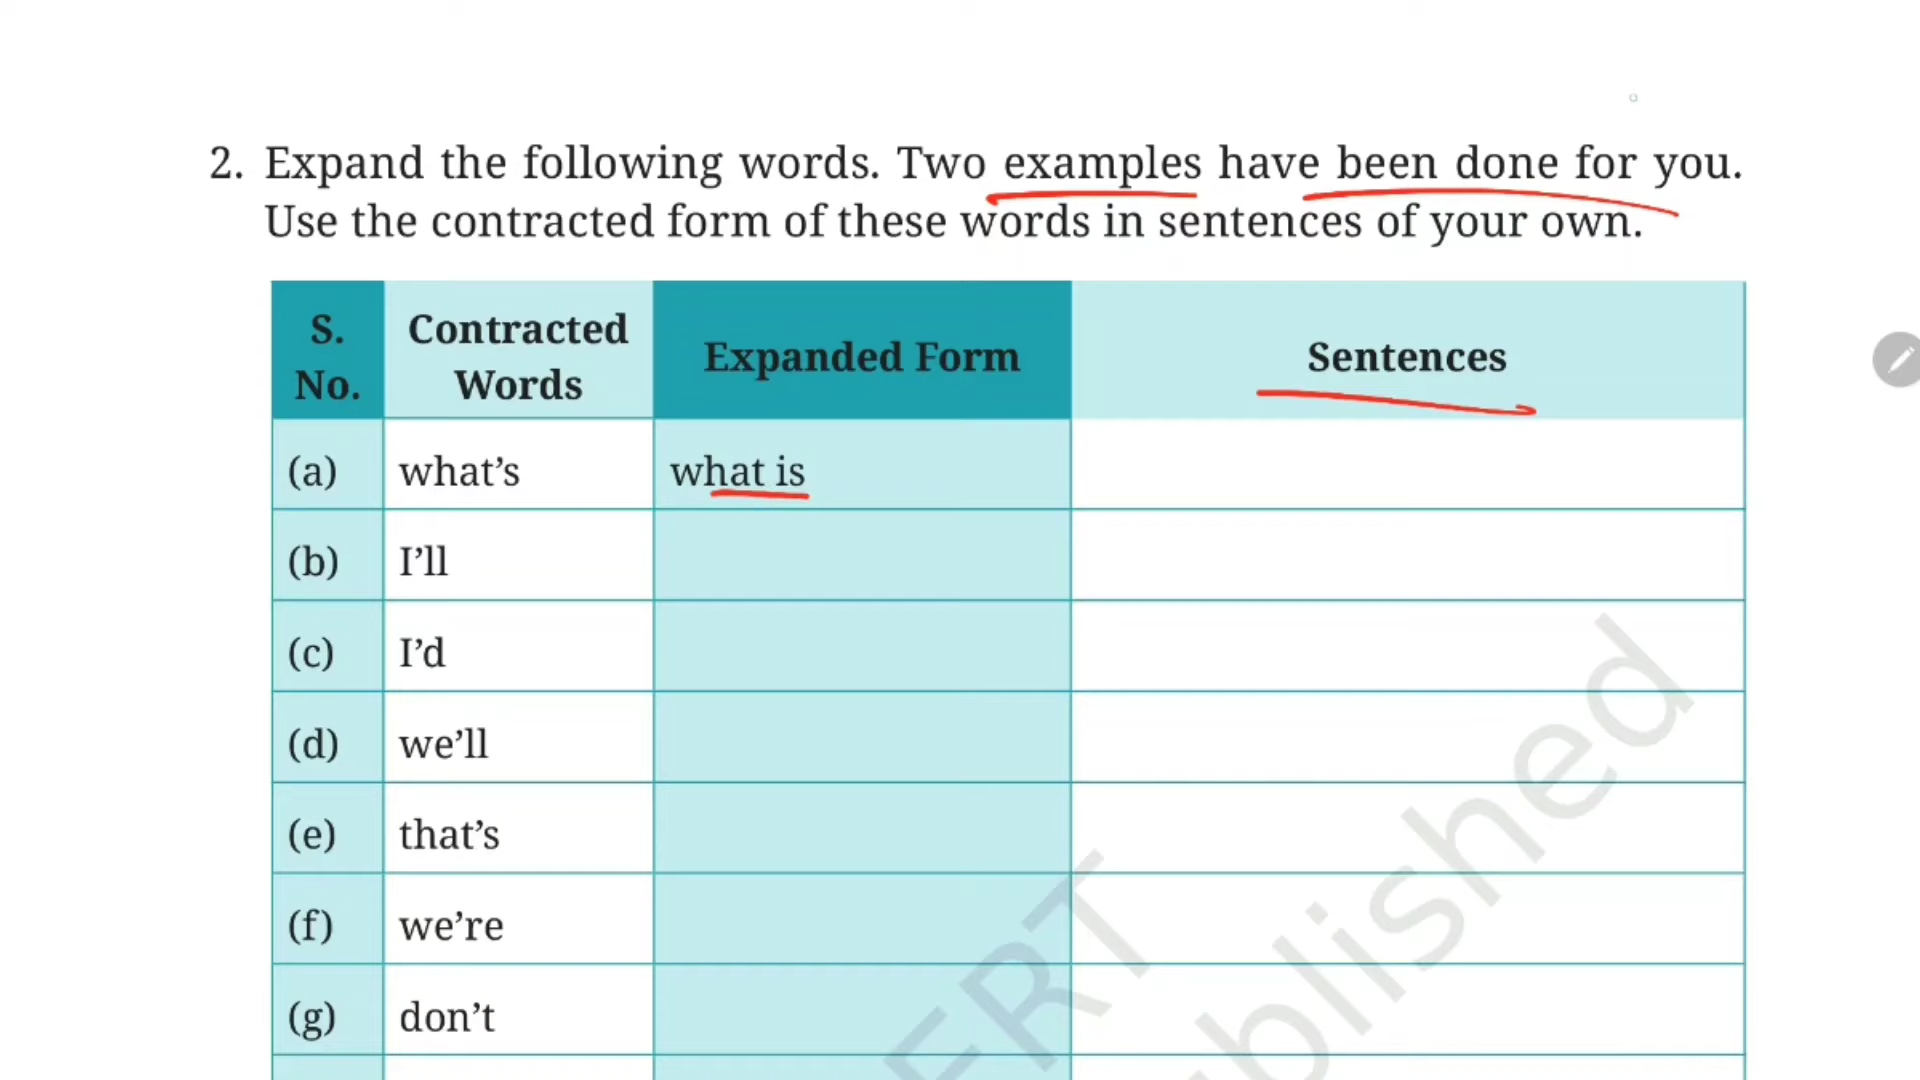 2. Expand the following words. Two examples have been done for you.
Use the contracted form of these words in sentences of your own.
S. No. Contracted Words Expanded Form Sentences
(a) what’s what is
(b) I’ll
(c) I’d
(d) we’ll
(e) that’s
(f) we’re
(g) don’t